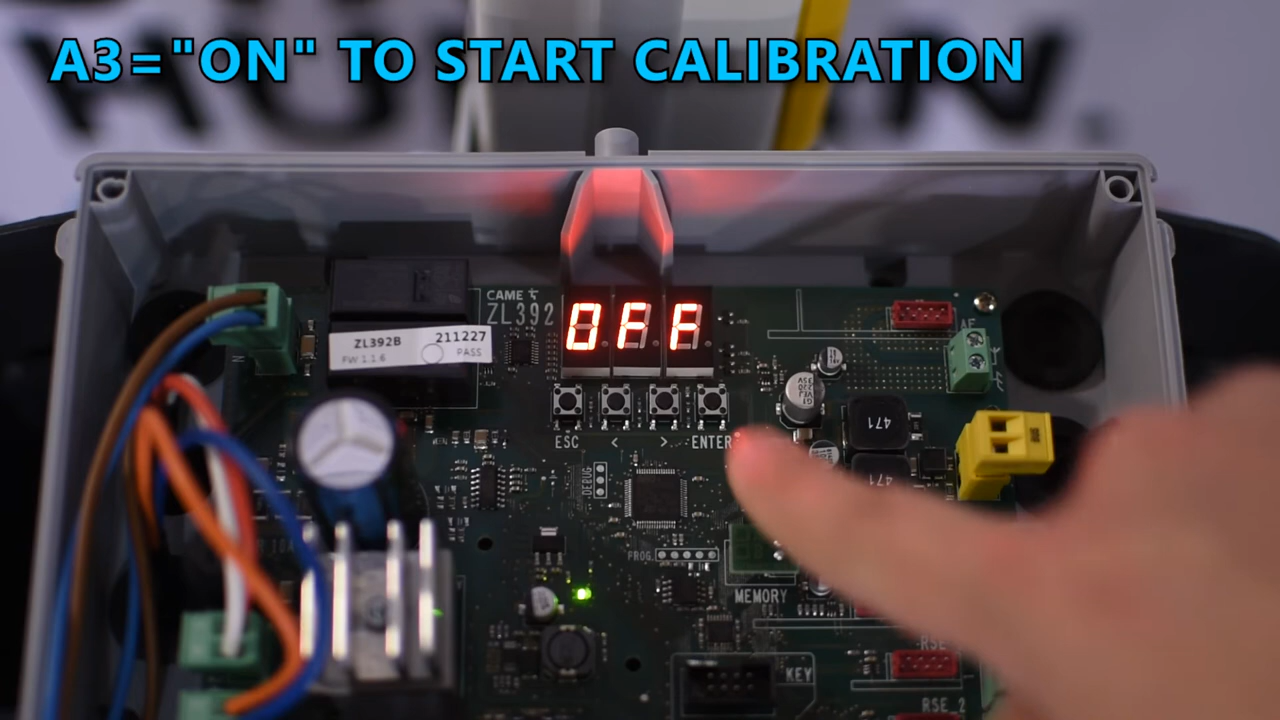 A3="ON" TO START CALIBRATION
CAME
ZL392
OFF
ZL392B 211227
FW 1.1.6 PASS
ESC < > ENTER
DEBUG
PROG.
MEMORY
KEY
RSE_2
471
471
AF